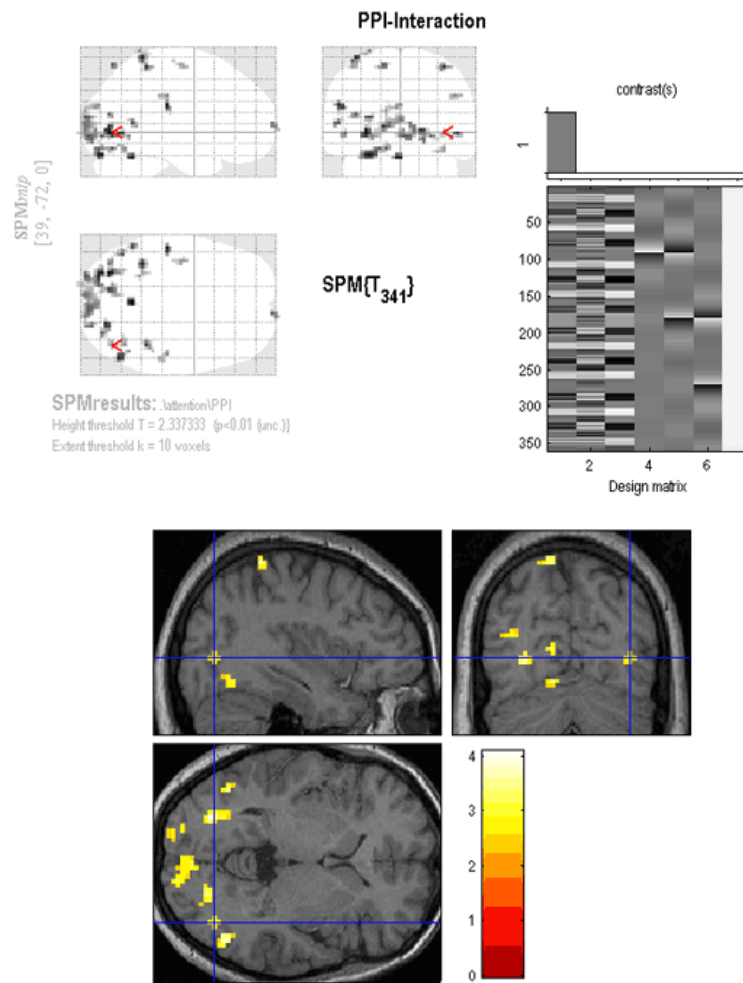 PPI-Interaction
SPMmip
[39, -72, 0]
contrast(s)
1
50
100
150
200
250
300
350
2 4 6
Design matrix
SPM{T341}
SPMresults: .\attention\PPI
Height threshold T = 2.337333 {p<0.01 (unc.)}
Extent threshold k = 10 voxels
4
3
2
1
0